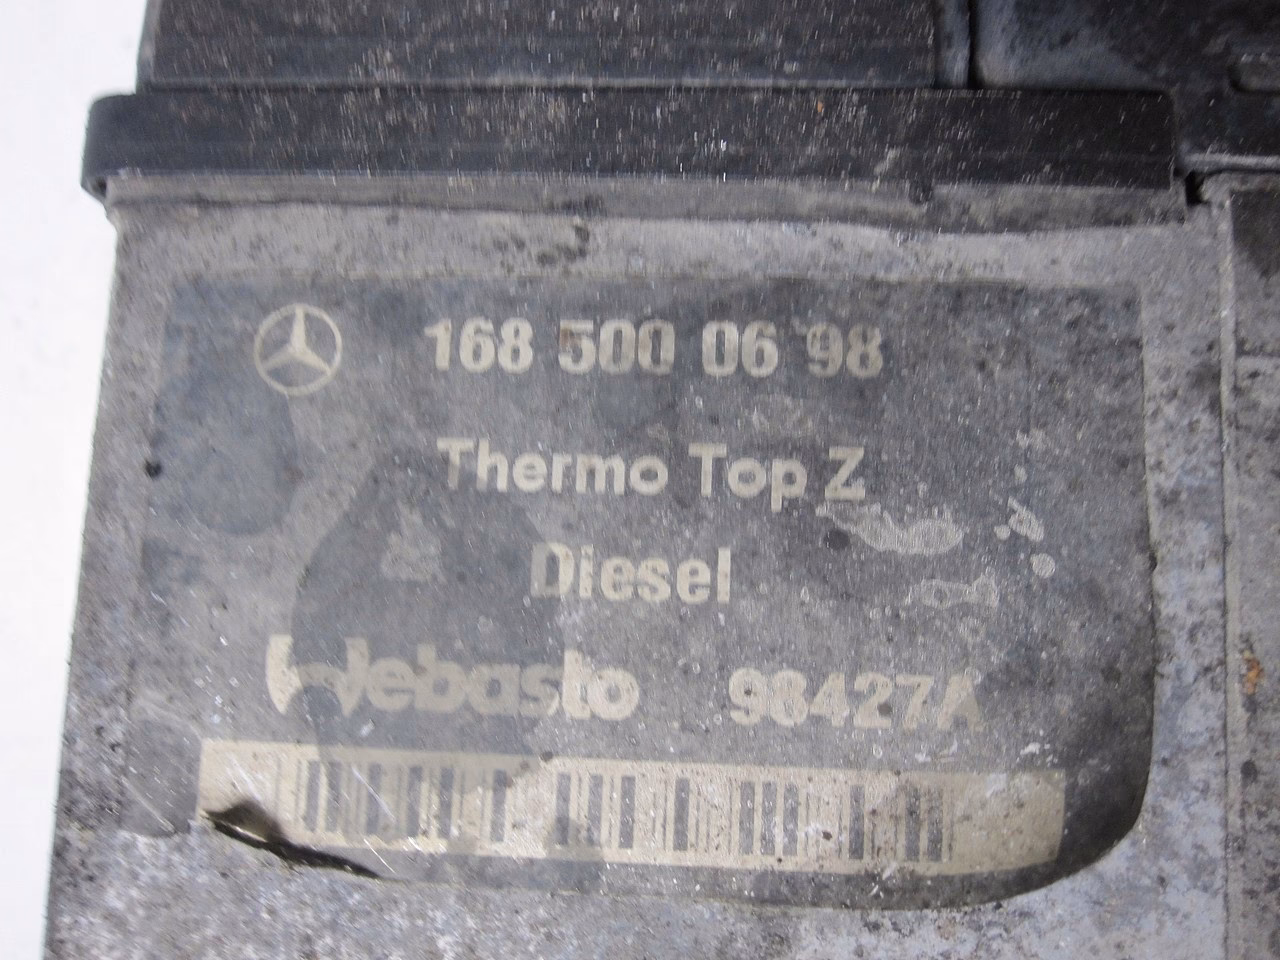 168 500 06 98
Thermo Top Z
Diesel
Webasto 98427A